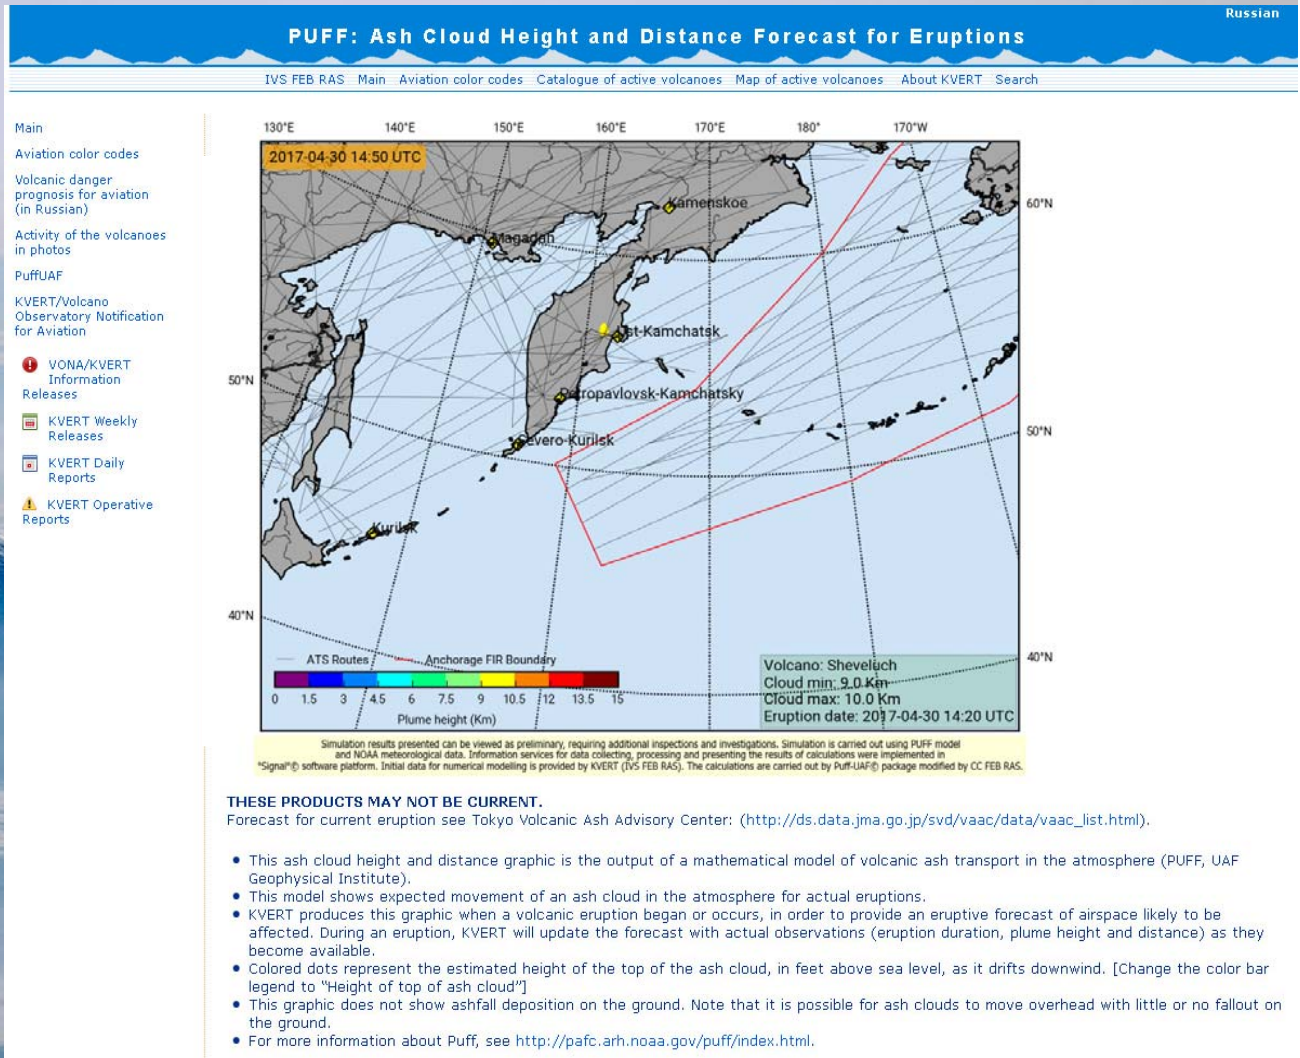 Russian
PUFF: Ash Cloud Height and Distance Forecast for Eruptions
IVS FEB RAS Main Aviation color codes Catalogue of active volcanoes Map of active volcanoes About KVERT Search
Main
Aviation color codes
Volcanic danger
prognosis for aviation
(in Russian)
Activity of the volcanoes
in photos
PuffUAF
KVERT/Volcano
Observatory Notification
for Aviation
VONA/KVERT
Information
Releases
KVERT Weekly
Releases
KVERT Daily
Reports
KVERT Operative
Reports
130°E 140°E 150°E 160°E 170°E 180° 170°W
2017-04-30 14:50 UTC
Kamenskoe
60°N
Magadan
Ust-Kamchatsk
50°N
Petropavlovsk-Kamchatsky
50°N
Severo-Kurilsk
Kurilsk
40°N
40°N
ATS Routes Anchorage FIR Boundary
0 1.5 3 4.5 6 7.5 9 10.5 12 13.5 15
Plume height (Km)
Volcano: Sheveluch
Cloud min: 9.0 Km
Cloud max: 10.0 Km
Eruption date: 2017-04-30 14:20 UTC
Simulation results presented can be viewed as preliminary, requiring additional inspections and investigations. Simulation is carried out using PUFF model
and NOAA meteorological data. Information services for data collecting, processing and presenting the results of calculations were implemented in
"Signal"© software platform. Initial data for numerical modelling is provided by KVERT (IVS FEB RAS). The calculations are carried out by Puff-UAF© package modified by CC FEB RAS.
THESE PRODUCTS MAY NOT BE CURRENT.
Forecast for current eruption see Tokyo Volcanic Ash Advisory Center: (http://ds.data.jma.go.jp/svd/vaac/data/vaac_list.html).
• This ash cloud height and distance graphic is the output of a mathematical model of volcanic ash transport in the atmosphere (PUFF, UAF
Geophysical Institute).
• This model shows expected movement of an ash cloud in the atmosphere for actual eruptions.
• KVERT produces this graphic when a volcanic eruption began or occurs, in order to provide an eruptive forecast of airspace likely to be
affected. During an eruption, KVERT will update the forecast with actual observations (eruption duration, plume height and distance) as they
become available.
• Colored dots represent the estimated height of the top of the ash cloud, in feet above sea level, as it drifts downwind. [Change the color bar
legend to "Height of top of ash cloud"]
• This graphic does not show ashfall deposition on the ground. Note that it is possible for ash clouds to move overhead with little or no fallout on
the ground.
• For more information about Puff, see http://pafc.arh.noaa.gov/puff/index.html.